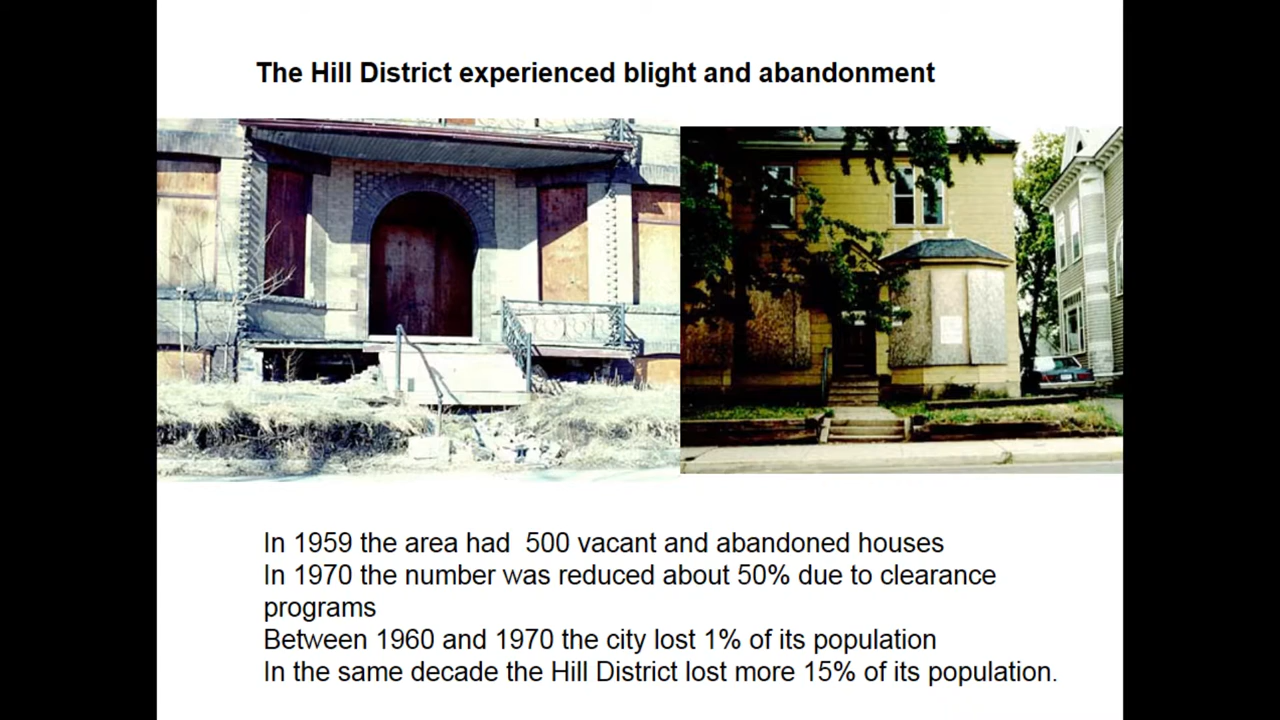 The Hill District experienced blight and abandonment
In 1959 the area had  500 vacant and abandoned houses
In 1970 the number was reduced about 50% due to clearance
programs
Between 1960 and 1970 the city lost 1% of its population
In the same decade the Hill District lost more 15% of its population.